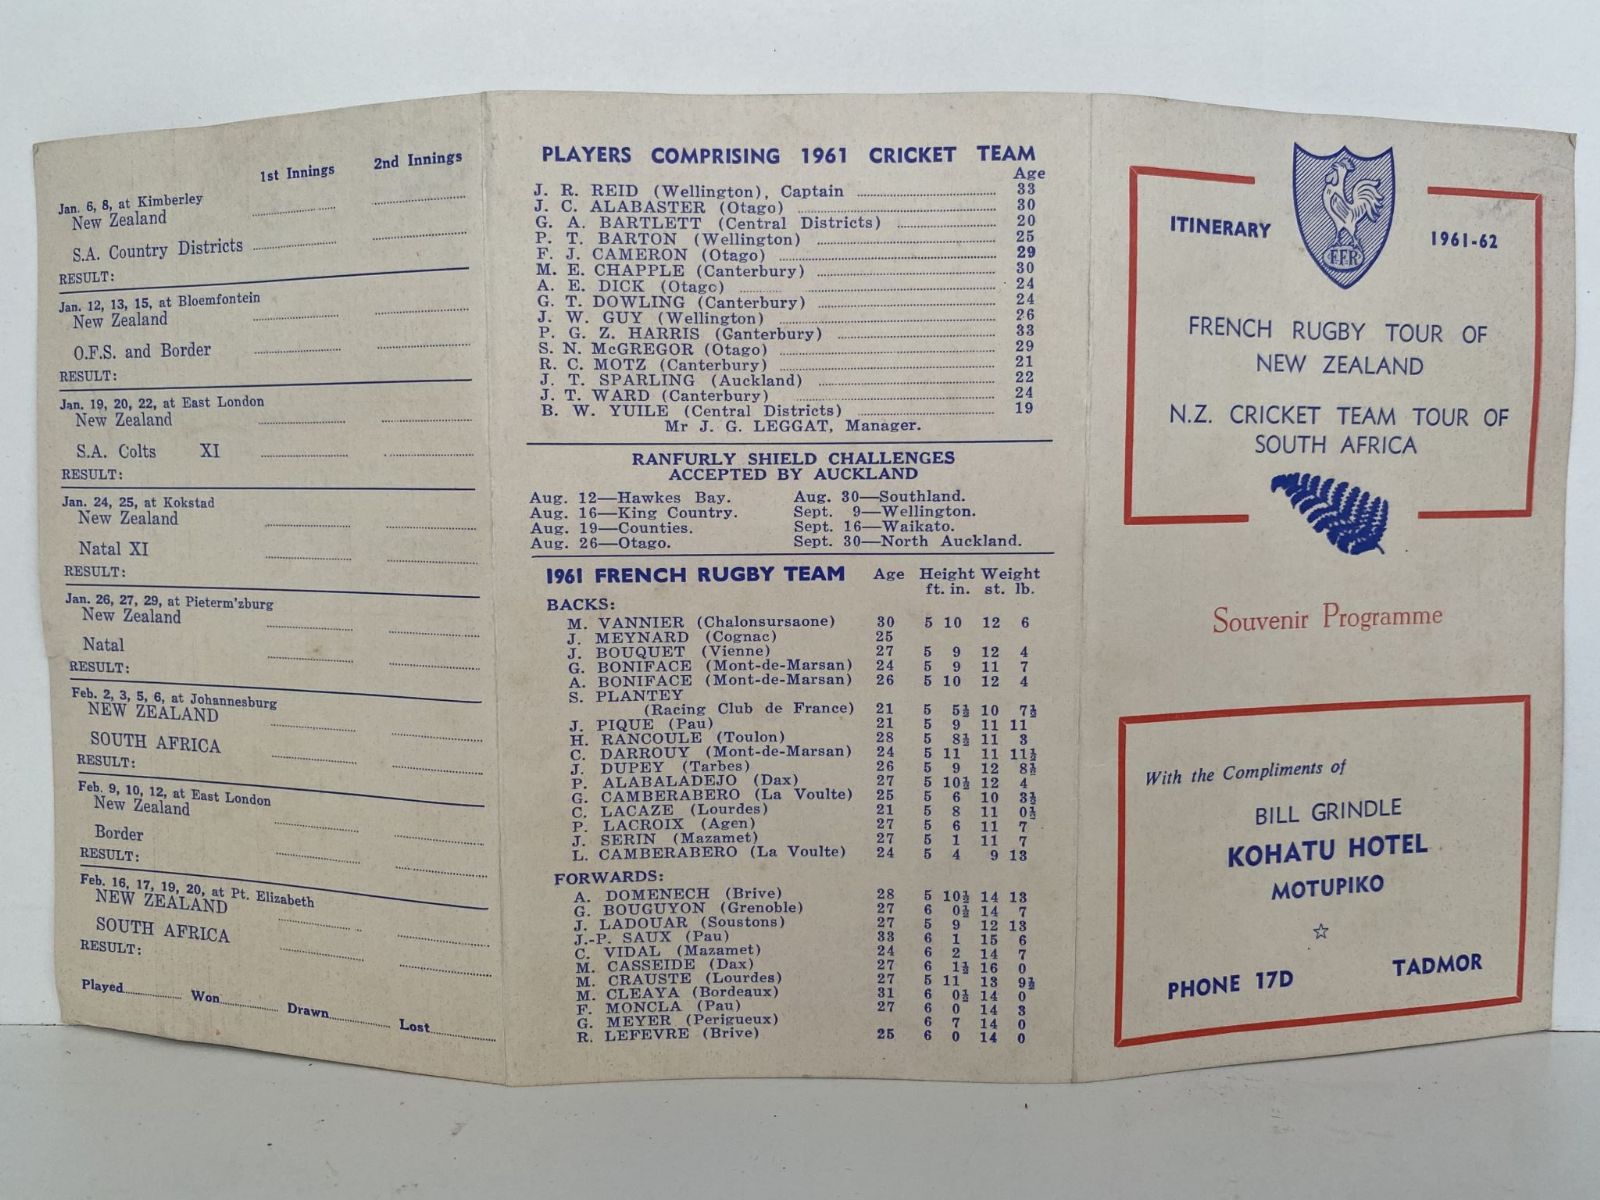 1st Innings 2nd Innings
Jan. 6, 8, at Kimberley
New Zealand
S.A. Country Districts
RESULT:
Jan. 12, 13, 15, at Bloemfontein
New Zealand
O.F.S. and Border
RESULT:
Jan. 19, 20, 22, at East London
New Zealand
S.A. Colts XI
RESULT:
Jan. 24, 25, at Kokstad
New Zealand
Natal XI
RESULT:
Jan. 26, 27, 29, at Pieterm'zburg
New Zealand
Natal
RESULT:
Feb. 2, 3, 5, 6, at Johannesburg
NEW ZEALAND
SOUTH AFRICA
RESULT:
Feb. 9, 10, 12, at East London
New Zealand
Border
RESULT:
Feb. 16, 17, 19, 20, at Pt. Elizabeth
NEW ZEALAND
SOUTH AFRICA
RESULT:
Played Won Drawn Lost
PLAYERS COMPRISING 1961 CRICKET TEAM
Age
J. R. REID (Wellington), Captain 33
J. C. ALABASTER (Otago) 30
G. A. BARTLETT (Central Districts) 20
P. T. BARTON (Wellington) 25
F. J. CAMERON (Otago) 29
M. E. CHAPPLE (Canterbury) 30
A. E. DICK (Otago) 24
G. T. DOWLING (Canterbury) 24
J. W. GUY (Wellington) 26
P. G. Z. HARRIS (Canterbury) 33
S. N. McGREGOR (Otago) 29
R. C. MOTZ (Canterbury) 21
J. T. SPARLING (Auckland) 22
J. T. WARD (Canterbury) 24
B. W. YUILE (Central Districts) 19
Mr J. G. LEGGAT, Manager.
RANFURLY SHIELD CHALLENGES
ACCEPTED BY AUCKLAND
Aug. 12—Hawkes Bay. Aug. 30—Southland.
Aug. 16—King Country. Sept. 9—Wellington.
Aug. 19—Counties. Sept. 16—Waikato.
Aug. 26—Otago. Sept. 30—North Auckland.
1961 FRENCH RUGBY TEAM Age Height Weight
ft. in. st. lb.
BACKS:
M. VANNIER (Chalonsursaone) 30 5 10 12 6
J. MEYNARD (Cognac) 25
J. BOUQUET (Vienne) 27 5 9 12 4
G. BONIFACE (Mont-de-Marsan) 24 5 9 11 7
A. BONIFACE (Mont-de-Marsan) 26 5 10 12 4
S. PLANTEY
(Racing Club de France) 21 5 5½ 10 7½
J. PIQUE (Pau) 21 5 9 11 11
H. RANCOULE (Toulon) 28 5 8½ 11 3
C. DARROUY (Mont-de-Marsan) 24 5 11 11 11½
J. DUPEY (Tarbes) 26 5 9 12 8½
P. ALABALADEJO (Dax) 27 5 10½ 12 4
G. CAMBERABERO (La Voulte) 25 5 6 10 3½
C. LACAZE (Lourdes) 21 5 8 11 0½
P. LACROIX (Agen) 27 5 6 11 7
J. SERIN (Mazamet) 27 5 1 11 7
L. CAMBERABERO (La Voulte) 24 5 4 9 13
FORWARDS:
A. DOMENECH (Brive) 28 5 10½ 14 13
G. BOUGUYON (Grenoble) 27 6 0½ 14 7
J. LADOUAR (Soustons) 27 5 9 12 13
J.-P. SAUX (Pau) 33 6 1 15 6
C. VIDAL (Mazamet) 24 6 2 14 7
M. CASSEIDE (Dax) 27 6 1½ 16 0
M. CRAUSTE (Lourdes) 27 5 11 13 9½
M. CLEAYA (Bordeaux) 31 6 0½ 14 0
F. MONCLA (Pau) 27 6 0 14 3
G. MEYER (Perigueux) 6 7 14 0
R. LEFEVRE (Brive) 25 6 0 14 0
ITINERARY 1961-62
F.F.R
FRENCH RUGBY TOUR OF
NEW ZEALAND
N.Z. CRICKET TEAM TOUR OF
SOUTH AFRICA
Souvenir Programme
With the Compliments of
BILL GRINDLE
KOHATU HOTEL
MOTUPIKO
PHONE 17D TADMOR